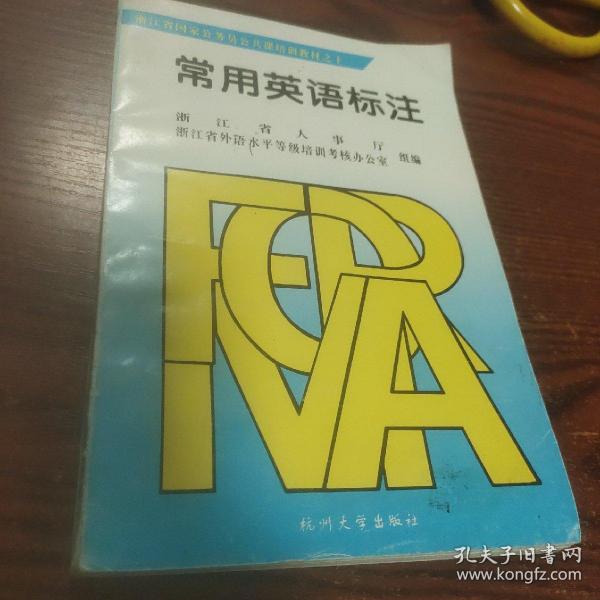 浙江省国家公务员公共课培训教材之十
常用英语标注
浙江省人事厅
浙江省外语水平等级培训考核办公室 组编
FORMA
杭州大学出版社
孔夫子旧书网
www.kongfz.com